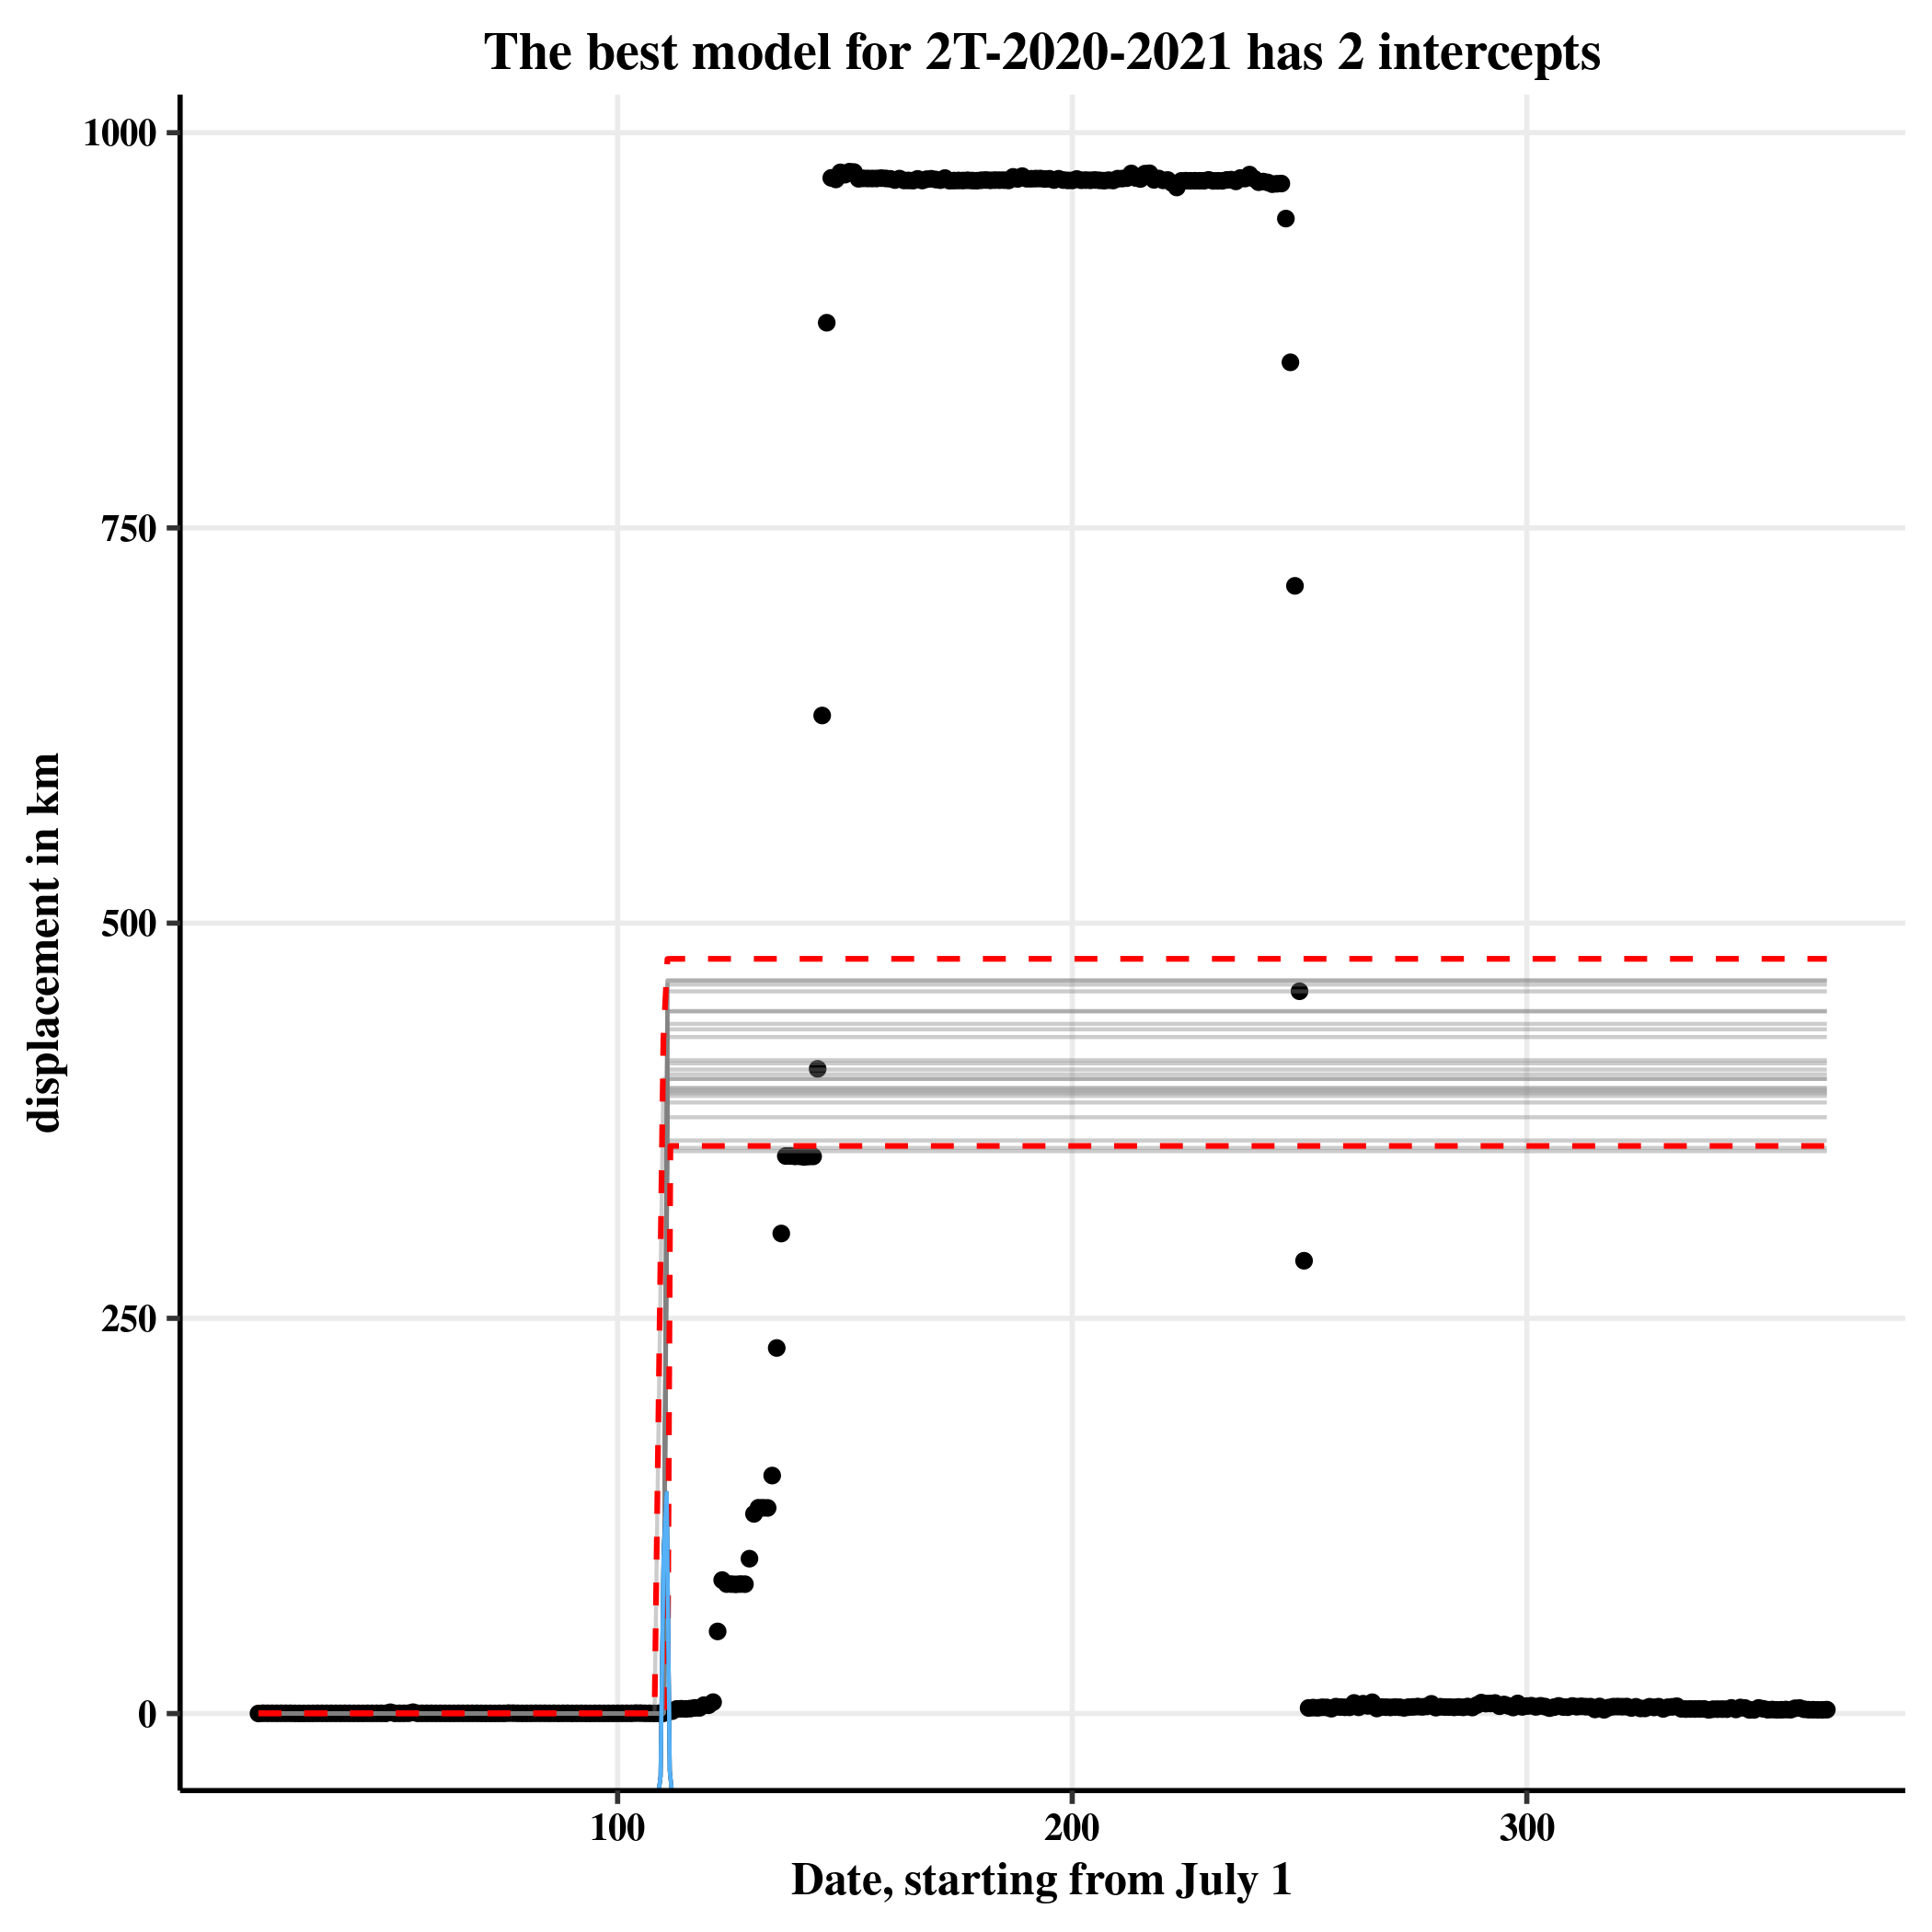 The best model for 2T-2020-2021 has 2 intercepts
1000
750
500
250
0
displacement in km
100 200 300
Date, starting from July 1